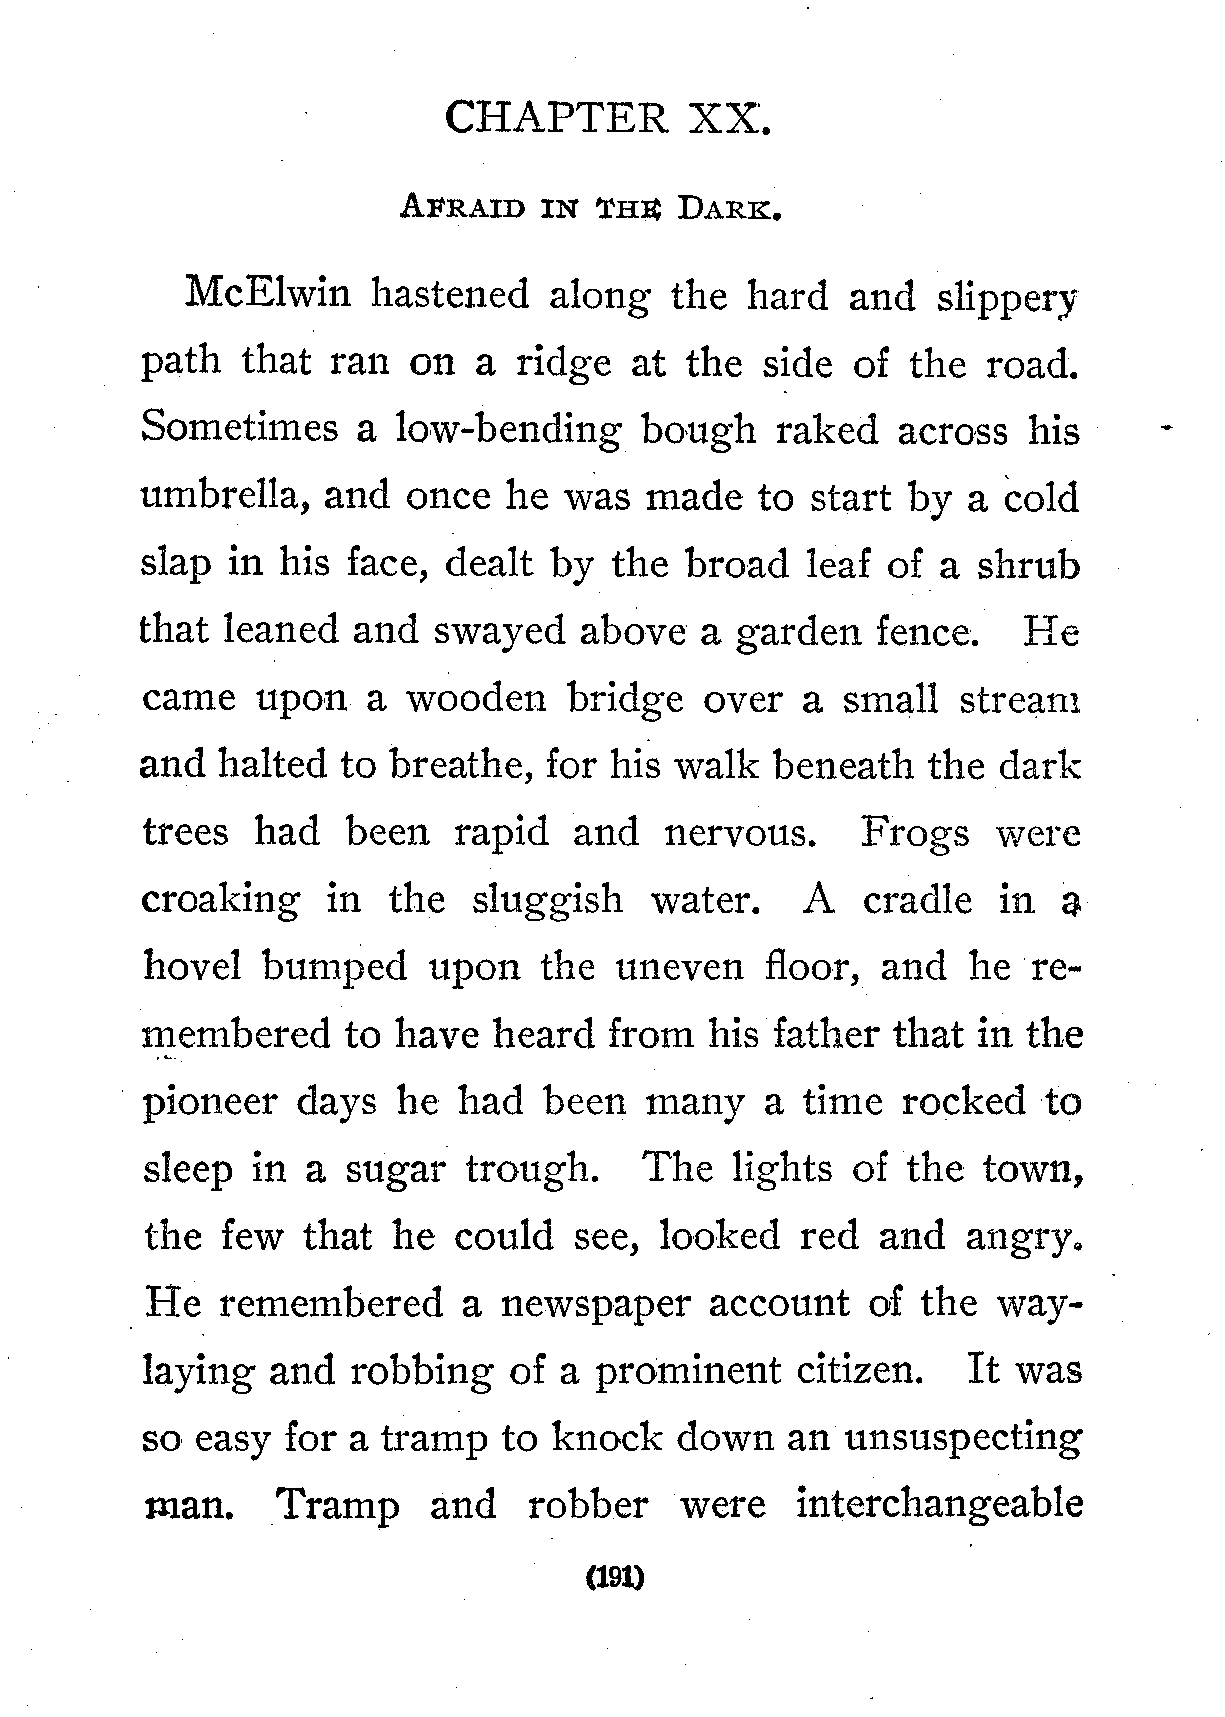 CHAPTER XX.
AFRAID IN THE DARK.
McElwin hastened along the hard and slippery
path that ran on a ridge at the side of the road.
Sometimes a low-bending bough raked across his
umbrella, and once he was made to start by a cold
slap in his face, dealt by the broad leaf of a shrub
that leaned and swayed above a garden fence. He
came upon a wooden bridge over a small stream
and halted to breathe, for his walk beneath the dark
trees had been rapid and nervous. Frogs were
croaking in the sluggish water. A cradle in a
hovel bumped upon the uneven floor, and he re-
membered to have heard from his father that in the
pioneer days he had been many a time rocked to
sleep in a sugar trough. The lights of the town,
the few that he could see, looked red and angry.
He remembered a newspaper account of the way-
laying and robbing of a prominent citizen. It was
so easy for a tramp to knock down an unsuspecting
man. Tramp and robber were interchangeable
(191)